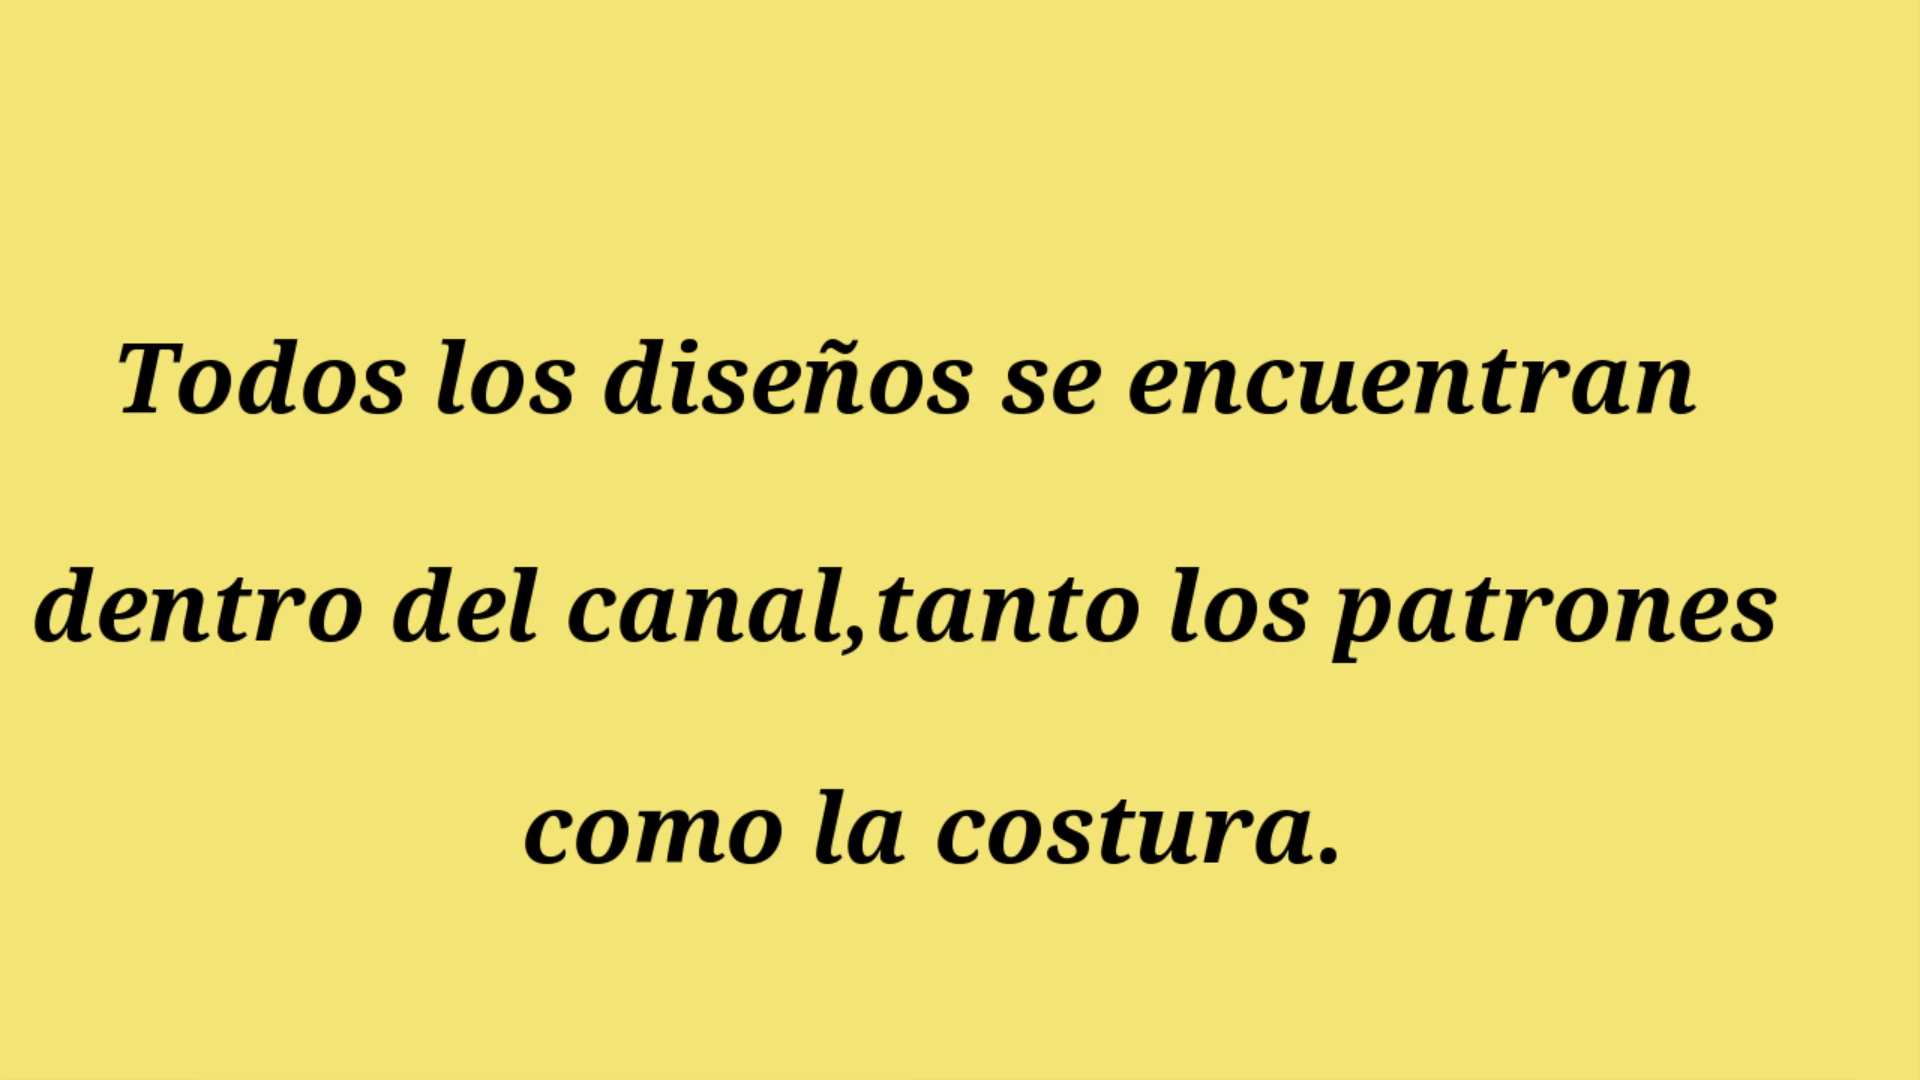 Todos los diseños se encuentran
dentro del canal,tanto los patrones
como la costura.